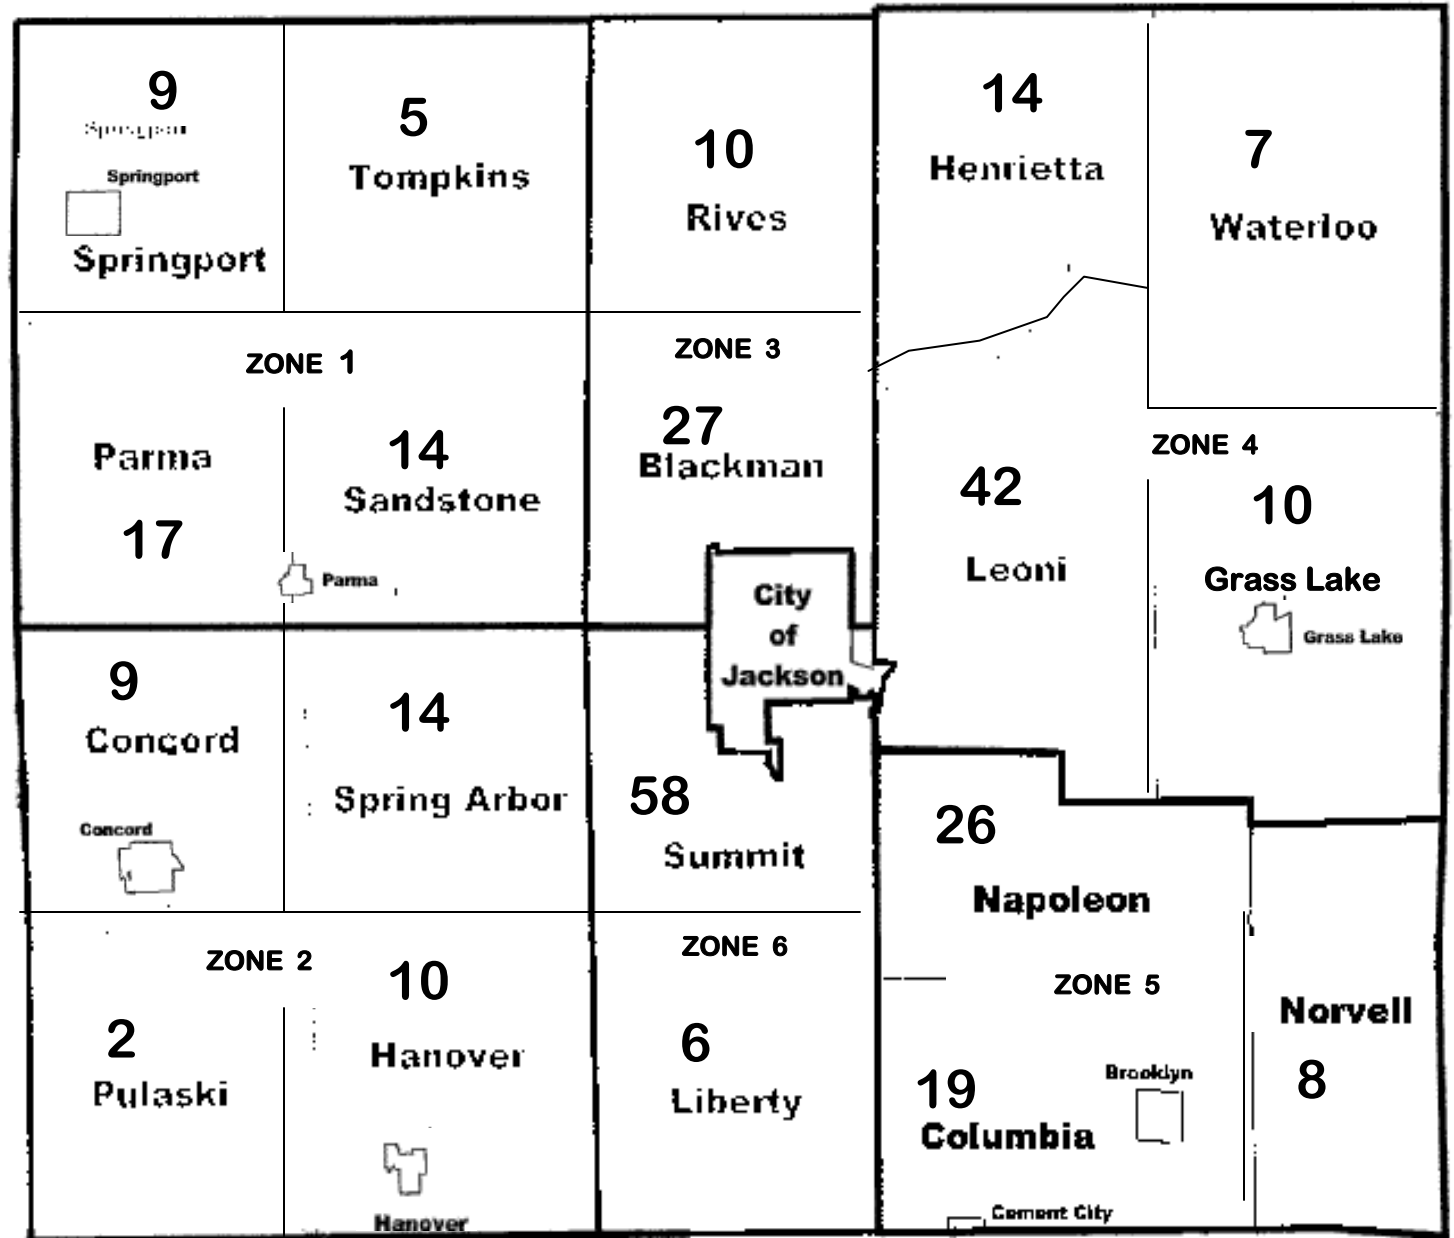 9
Springport
Springport
Springport
5
Tompkins
10
Rives
14
Henrietta
7
Waterloo
ZONE 1
Parma
17
14
Sandstone
Parma
ZONE 3
27
Blackman
City
of
Jackson
42
Leoni
ZONE 4
10
Grass Lake
Grass Lake
9
Concord
Concord
14
Spring Arbor
58
Summit
26
Napoleon
ZONE 2
2
Pulaski
10
Hanover
Hanover
ZONE 6
6
Liberty
ZONE 5
19
Columbia
Brooklyn
Cement City
Norvell
8